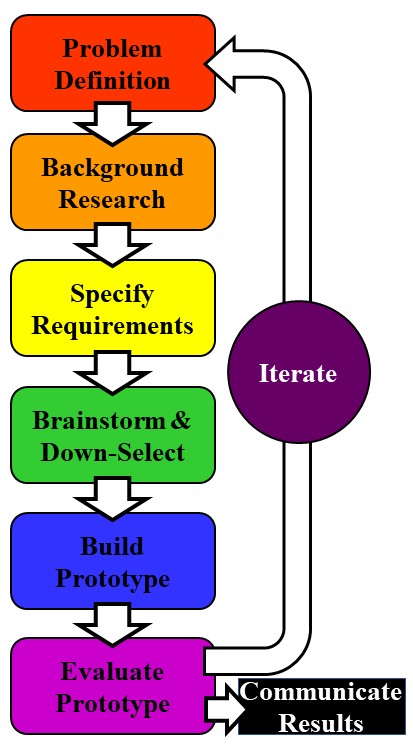 Problem
Definition
Background
Research
Specify
Requirements
Iterate
Brainstorm &
Down-Select
Build
Prototype
Evaluate
Prototype
Communicate
Results